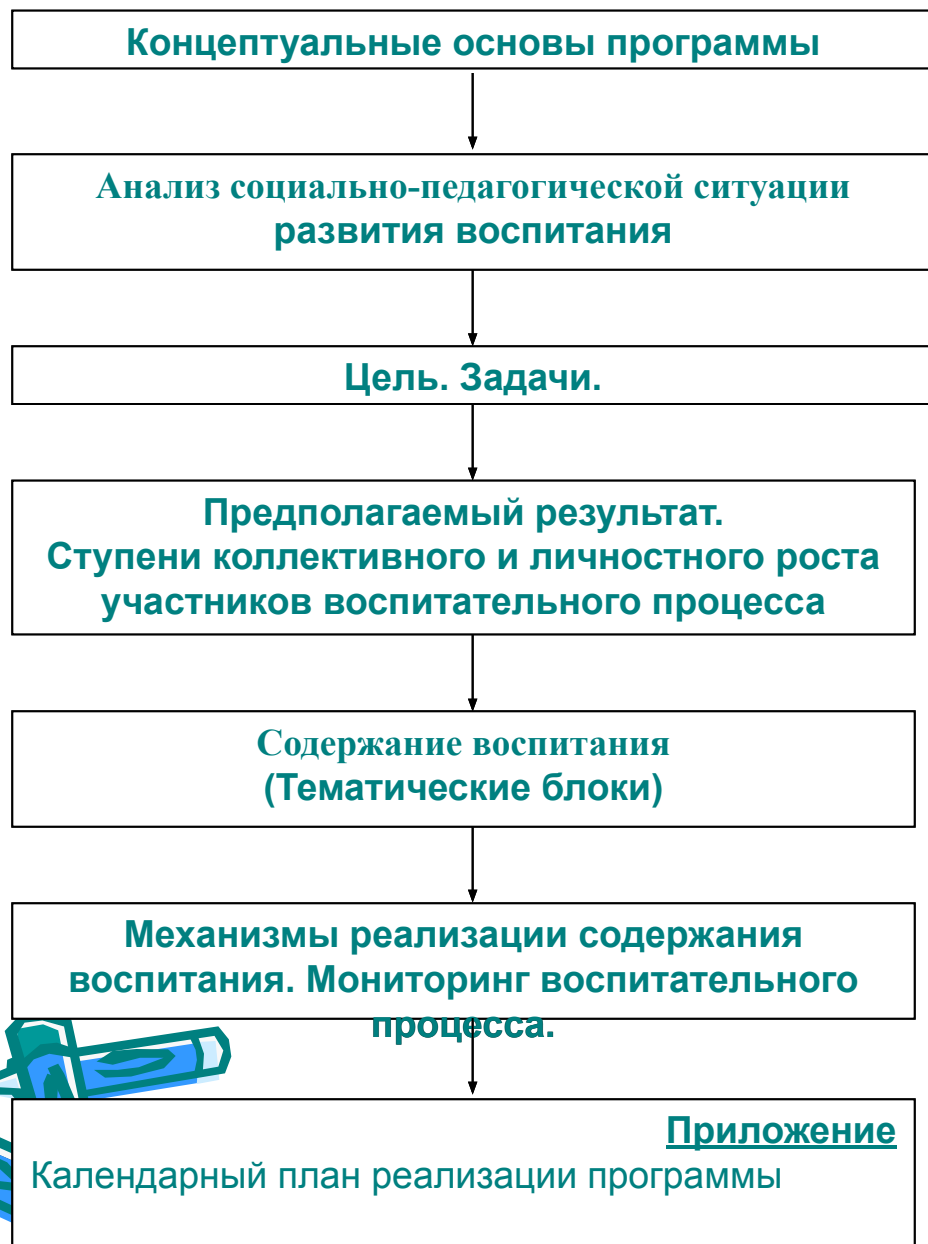 Концептуальные основы программы
Анализ социально-педагогической ситуации
развития воспитания
Цель. Задачи.
Предполагаемый результат.
Ступени коллективного и личностного роста
участников воспитательного процесса
Содержание воспитания
(Тематические блоки)
Механизмы реализации содержания
воспитания. Мониторинг воспитательного
процесса.
Приложение
Календарный план реализации программы